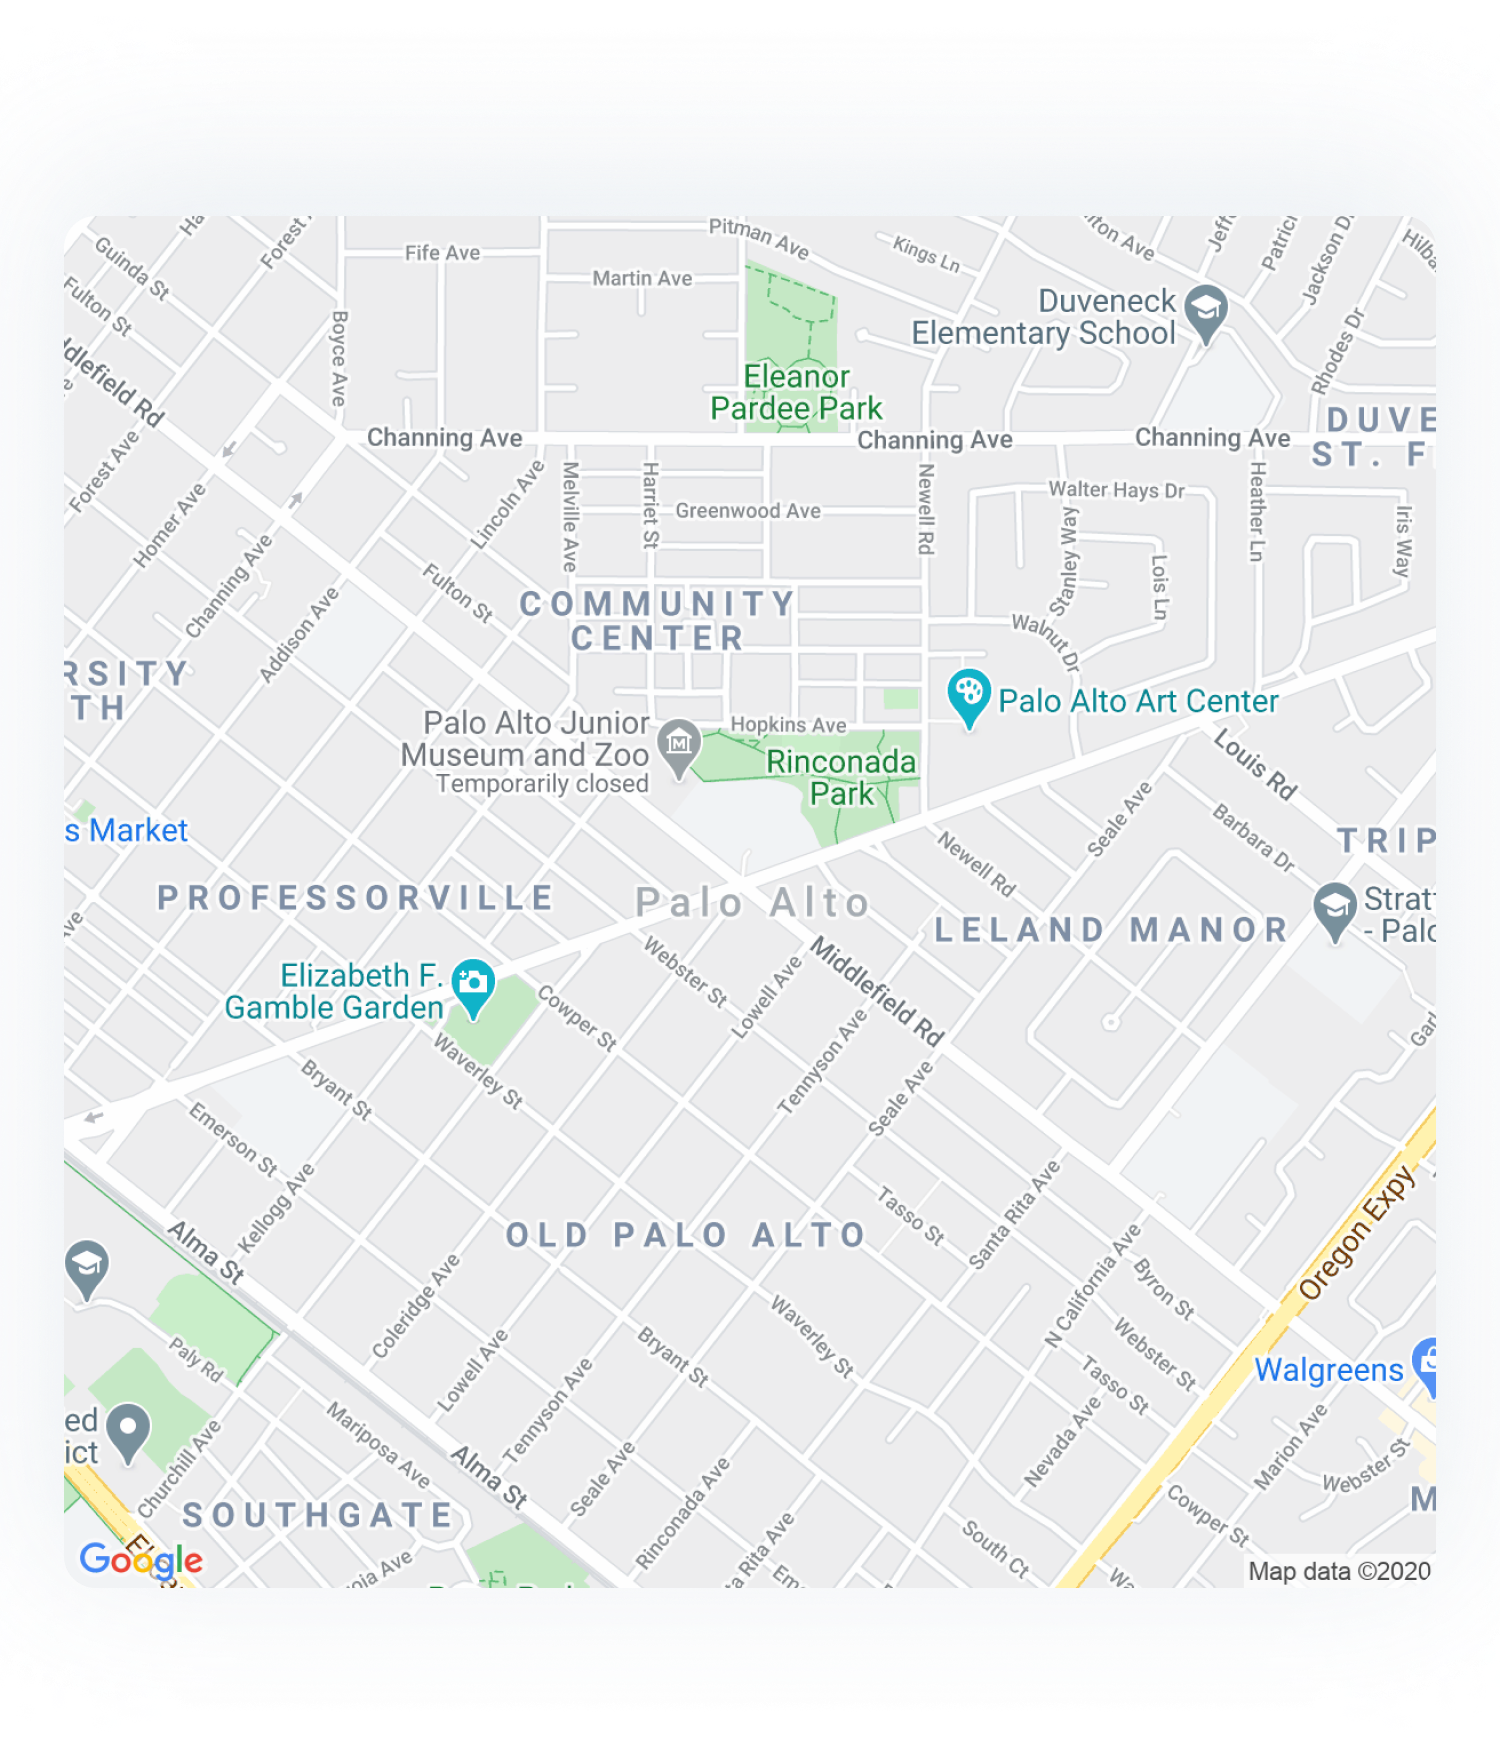 Pitman Ave
Guinda St
Fife Ave
Kings Ln
Martin Ave
Fulton St
Boyce Ave
Jackson Dr
Duveneck
Elementary School
Rhodes Dr
Eleanor
Pardee Park
Channing Ave
Channing Ave
Channing Ave
DUVE
ST. F
Forest Ave
Homer Ave
Lincoln Ave
Melville Ave
Harriet St
Greenwood Ave
Newell Rd
Walter Hays Dr
Heather Ln
Iris Way
Stanley Way
Lois Ln
Channing Ave
Addison Ave
Fulton St
COMMUNITY
CENTER
Walnut Dr
RSITY
TH
Palo Alto Junior
Museum and Zoo
Temporarily closed
Hopkins Ave
Palo Alto Art Center
Rinconada
Park
Louis Rd
s Market
Seale Ave
Barbara Dr
Newell Rd
TRIP
PROFESSORVILLE
Palo Alto
LELAND MANOR
Strat
- Palo
Elizabeth F.
Gamble Garden
Webster St
Lowell Ave
Middlefield Rd
Cowper St
Waverley St
Tennyson Ave
Seale Ave
Bryant St
Emerson St
Kellogg Ave
Alma St
OLD PALO ALTO
Tasso St
Santa Rita Ave
Oregon Expy
N California Ave
Byron St
Coleridge Ave
Waverley St
Bryant St
Webster St
Tasso St
Walgreens
Paly Rd
Lowell Ave
Tennyson Ave
Mariposa Ave
Churchill Ave
ed
ict
Alma St
Seale Ave
Rinconada Ave
Nevada Ave
Marion Ave
Webster St
Cowper St
SOUTHGATE
South Ct
Google
Map data ©2020